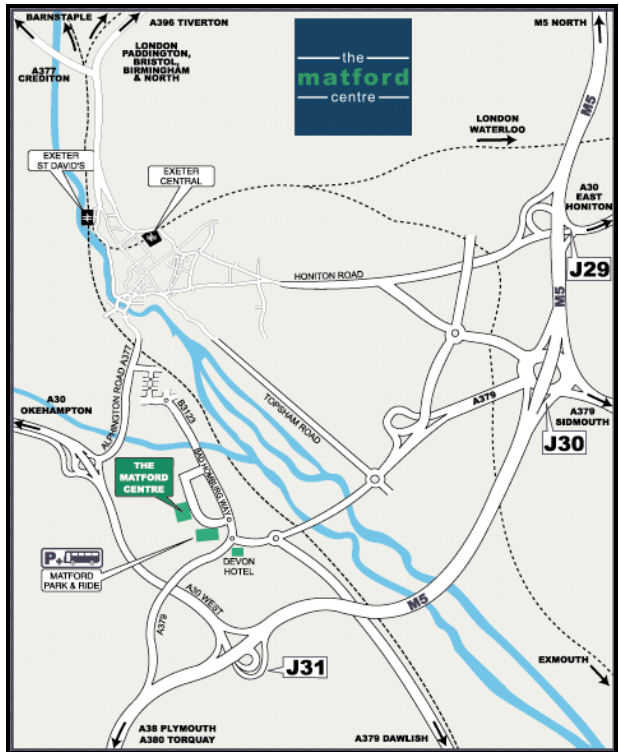 BARNSTAPLE
A396 TIVERTON
M5 NORTH
A377
CREDITON
LONDON
PADDINGTON,
BRISTOL,
BIRMINGHAM
& NORTH
the
matford
centre
M5
LONDON
WATERLOO
EXETER
ST DAVID'S
EXETER
CENTRAL
A30
EAST
HONITON
J29
HONITON ROAD
M5
ALPHINGTON ROAD A377
A30
OKEHAMPTON
B3123
TOPSHAM ROAD
A379
A379
SIDMOUTH
J30
BAD HOMBURG WAY
THE
MATFORD
CENTRE
P+
MATFORD
PARK & RIDE
DEVON
HOTEL
A30 WEST
A379
M5
J31
EXMOUTH
A38 PLYMOUTH
A380 TORQUAY
A379 DAWLISH